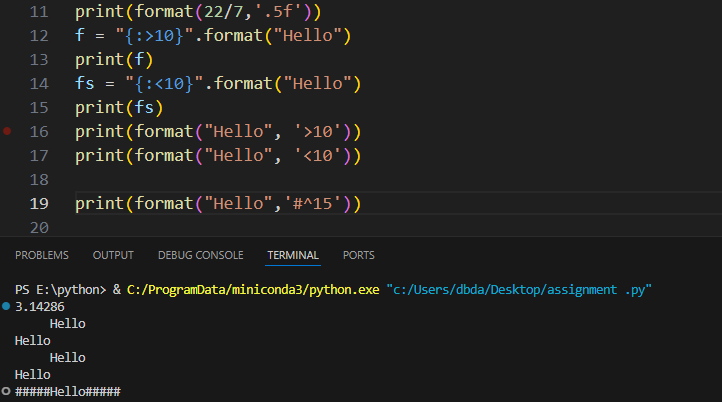 11 print(format(22/7,'.5f'))
12 f = "{:>10}".format("Hello")
13 print(f)
14 fs = "{:<10}".format("Hello")
15 print(fs)
16 print(format("Hello", '>10'))
17 print(format("Hello", '<10'))
18
19 print(format("Hello",'#^15'))
20
PROBLEMS OUTPUT DEBUG CONSOLE TERMINAL PORTS
PS E:\python> & C:/ProgramData/miniconda3/python.exe "c:/Users/dbda/Desktop/assignment .py"
3.14286
     Hello
Hello
     Hello
Hello
#####Hello#####